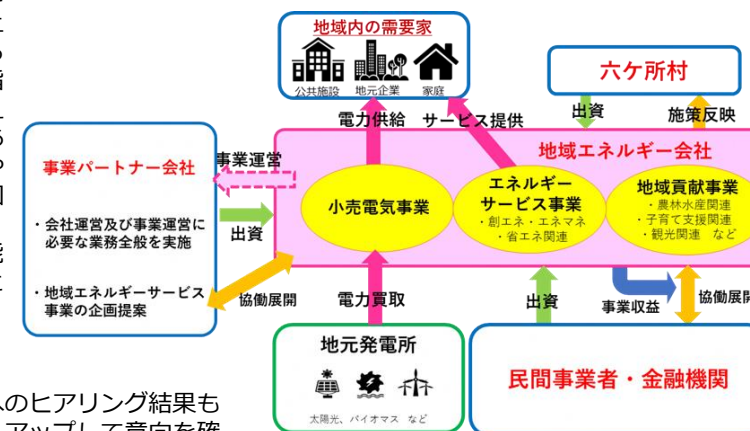 地域内の需要家
公共施設 地元企業 家庭
六ケ所村
電力供給 サービス提供
出資 施策反映
事業運営
地域エネルギー会社
事業パートナー会社
・会社運営及び事業運営に
必要な業務全般を実施
・地域エネルギーサービス
事業の企画提案
出資
小売電気事業
エネルギー
サービス事業
・創エネ・エネマネ
・省エネ関連
地域貢献事業
・農林水産関連
・子育て支援関連
・観光関連 など
協働展開
電力買取
出資
事業収益
協働展開
地元発電所
太陽光、バイオマス など
民間事業者・金融機関
のヒアリング結果も
アップして意向を確